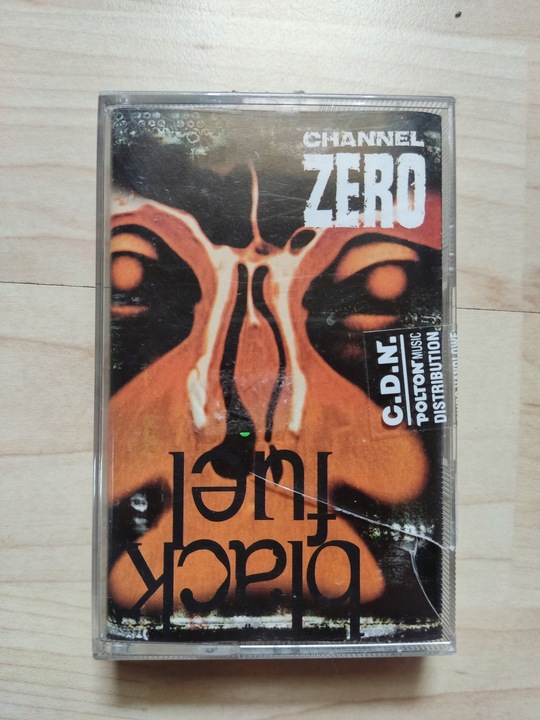 CHANNEL
ZERO
C.D.N.
POLTON MUSIC
DISTRIBUTION
black
fuel